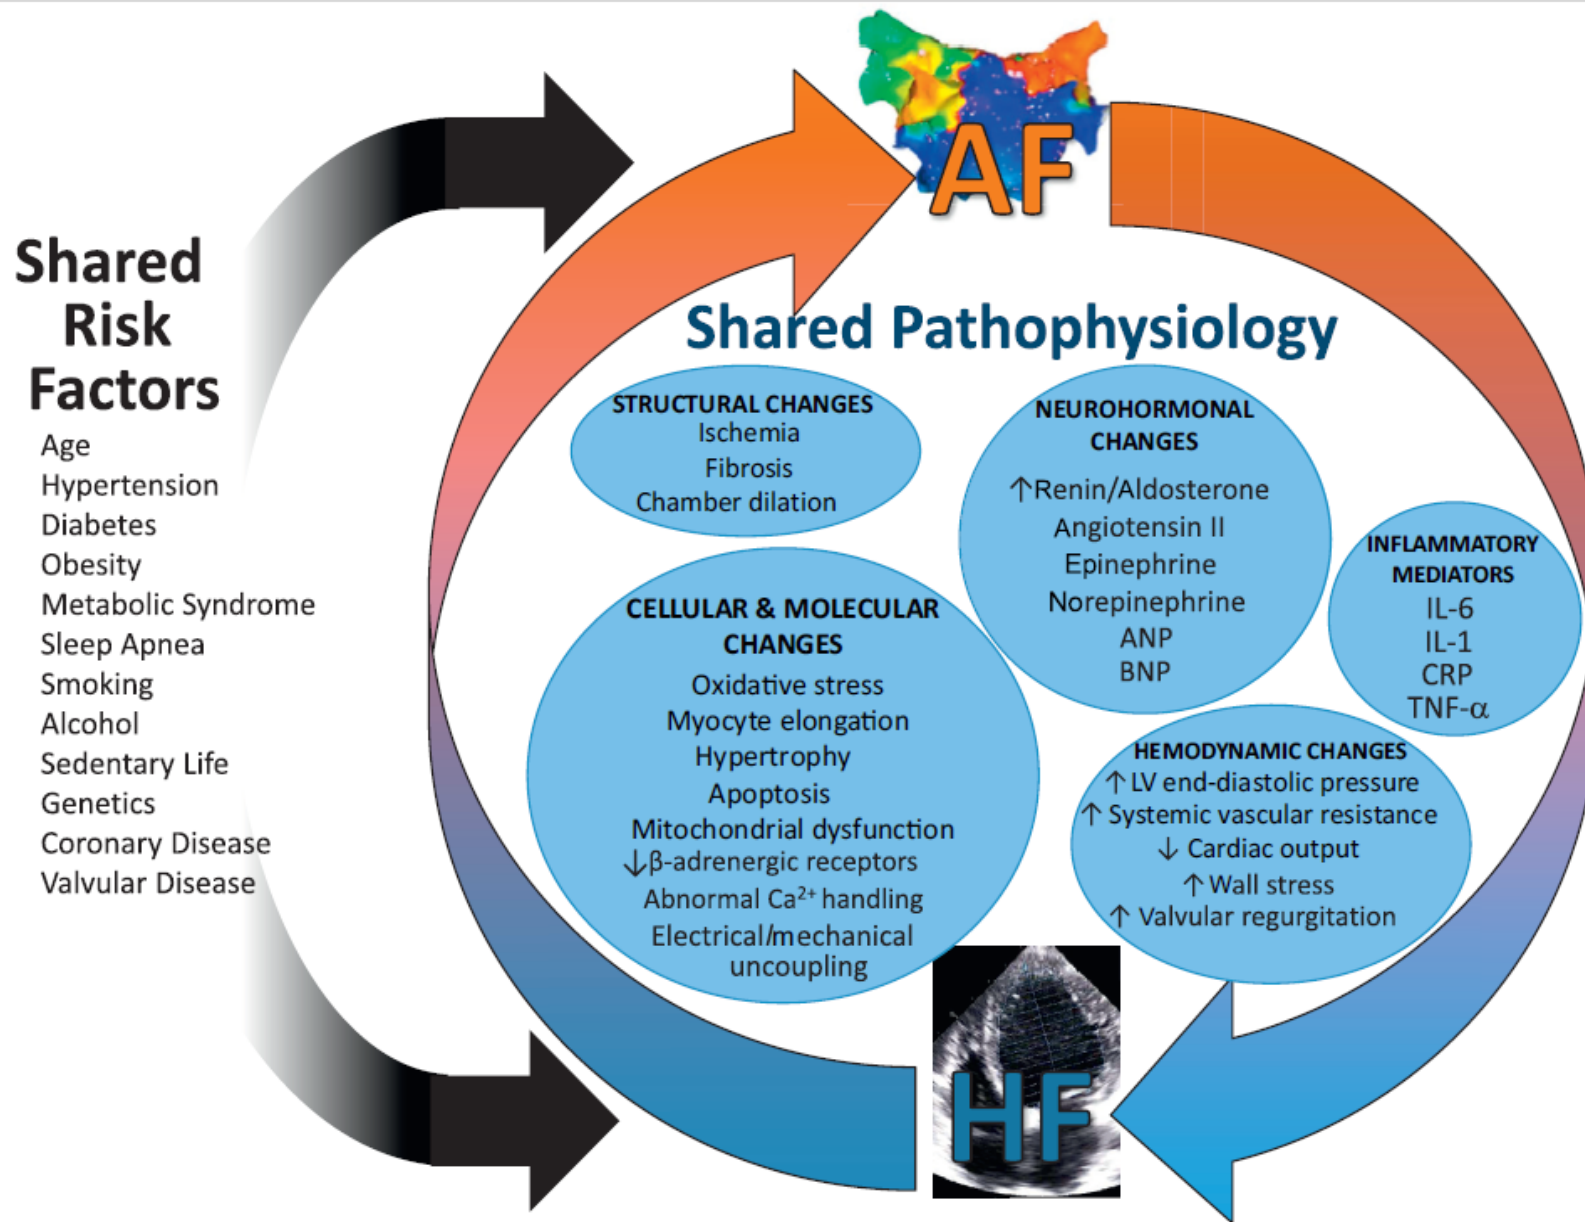 AF
Shared
Risk
Factors
Age
Hypertension
Diabetes
Obesity
Metabolic Syndrome
Sleep Apnea
Smoking
Alcohol
Sedentary Life
Genetics
Coronary Disease
Valvular Disease
Shared Pathophysiology
STRUCTURAL CHANGES
Ischemia
Fibrosis
Chamber dilation
NEUROHORMONAL
CHANGES
↑Renin/Aldosterone
Angiotensin II
Epinephrine
Norepinephrine
ANP
BNP
INFLAMMATORY
MEDIATORS
IL-6
IL-1
CRP
TNF-α
CELLULAR & MOLECULAR
CHANGES
Oxidative stress
Myocyte elongation
Hypertrophy
Apoptosis
Mitochondrial dysfunction
↓β-adrenergic receptors
Abnormal Ca²⁺ handling
Electrical/mechanical
uncoupling
HEMODYNAMIC CHANGES
↑ LV end-diastolic pressure
↑ Systemic vascular resistance
↓ Cardiac output
↑ Wall stress
↑ Valvular regurgitation
HF